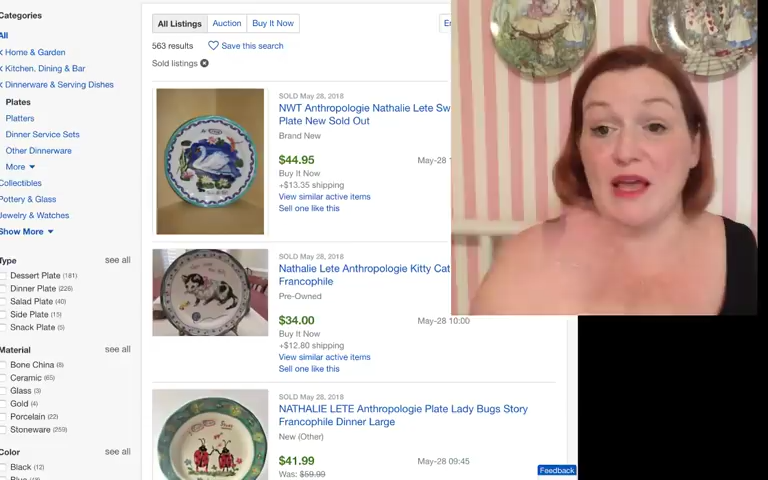 Categories
All
Home & Garden
Kitchen, Dining & Bar
Dinnerware & Serving Dishes
Plates
Platters
Dinner Service Sets
Other Dinnerware
More
Collectibles
Pottery & Glass
Jewelry & Watches
Show More
Type
see all
Dessert Plate (181)
Dinner Plate (226)
Salad Plate (40)
Side Plate (15)
Snack Plate (5)
Material
see all
Bone China (8)
Ceramic (65)
Glass (3)
Gold (4)
Porcelain (22)
Stoneware (259)
Color
see all
Black (12)
All Listings
Auction
Buy It Now
563 results
Save this search
Sold listings
SOLD May 28, 2018
NWT Anthropologie Nathalie Lete Sw
Plate New Sold Out
Brand New
$44.95
May-28 1
Buy It Now
+$13.35 shipping
View similar active items
Sell one like this
SOLD May 28, 2018
Nathalie Lete Anthropologie Kitty Cat
Francophile
Pre-Owned
$34.00
May-28 10:00
Buy It Now
+$12.80 shipping
View similar active items
Sell one like this
SOLD May 28, 2018
NATHALIE LETE Anthropologie Plate Lady Bugs Story
Francophile Dinner Large
New (Other)
$41.99
May-28 09:45
Was: $59.99
Feedback